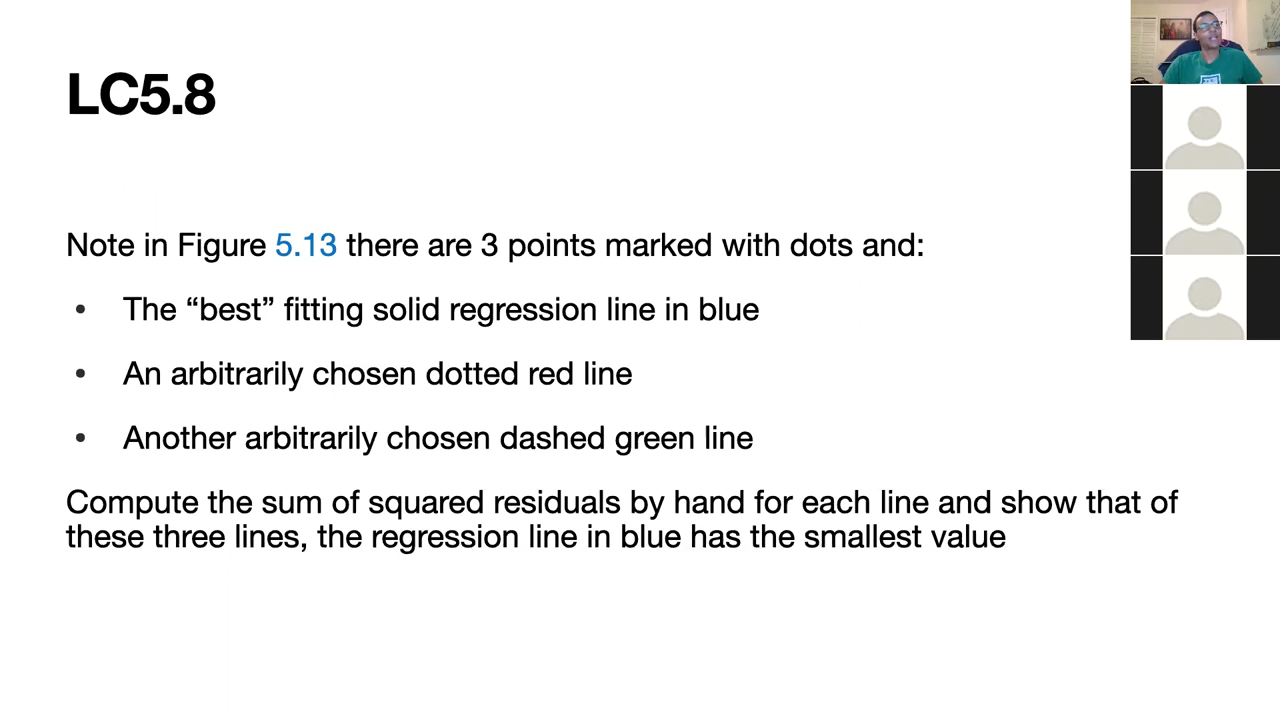 LC5.8
Note in Figure 5.13 there are 3 points marked with dots and:
• The “best” fitting solid regression line in blue
• An arbitrarily chosen dotted red line
• Another arbitrarily chosen dashed green line
Compute the sum of squared residuals by hand for each line and show that of
these three lines, the regression line in blue has the smallest value